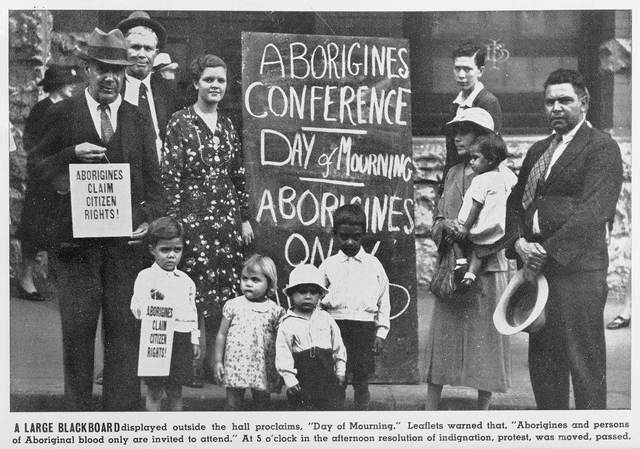 ABORIGINES
CONFERENCE
DAY of MOURNING
ABORIGINES
ONLY
ABORIGINES
CLAIM
CITIZEN
RIGHTS!
ABORIGINES
CLAIM
CITIZEN
RIGHTS!
A LARGE BLACKBOARD displayed outside the hall proclaims, "Day of Mourning." Leaflets warned that, "Aborigines and persons
of Aboriginal blood only are invited to attend." At 5 o'clock in the afternoon resolution of indignation, protest, was moved, passed.